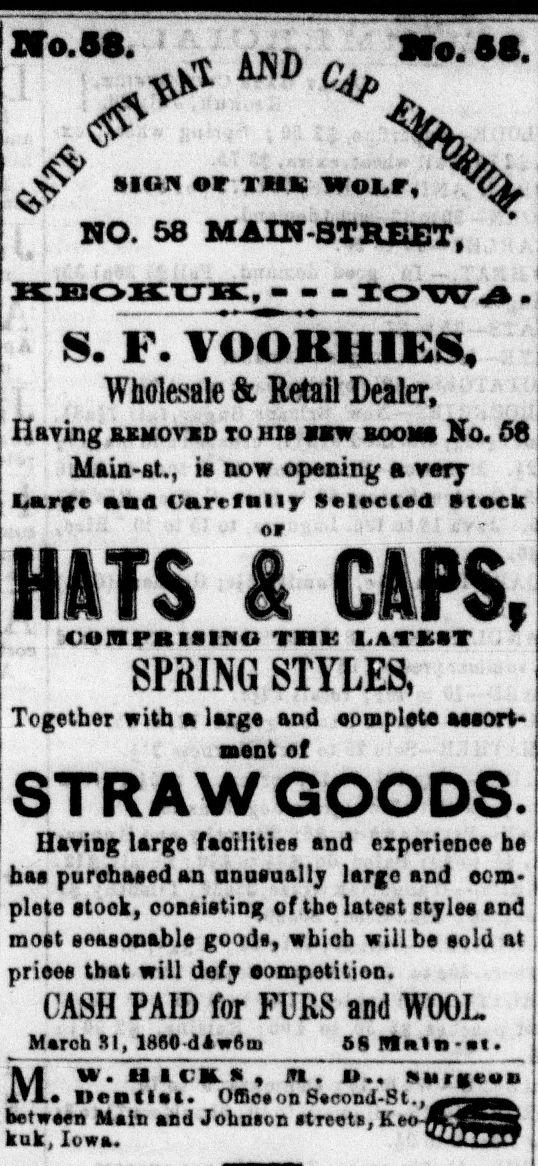 No. 58. No. 58.
GATE CITY HAT AND CAP EMPORIUM.
SIGN OF THE WOLF,
NO. 58 MAIN-STREET,
KEOKUK, - - - IOWA.
S. F. VOORHIES,
Wholesale & Retail Dealer,
Having REMOVED TO HIS NEW ROOMS No. 58
Main-st., is now opening a very
Large and Carefully Selected Stock
OF
HATS & CAPS,
COMPRISING THE LATEST
SPRING STYLES,
Together with a large and complete assort-
ment of
STRAW GOODS.
Having large facilities and experience he
has purchased an unusually large and com-
plete stock, consisting of the latest styles and
most seasonable goods, which will be sold at
prices that will defy competition.
CASH PAID for FURS and WOOL.
March 31, 1860-d&w6m 58 Main-st.
M. W. HICKS, M. D., Surgeon
Dentist. Office on Second-St.,
between Main and Johnson streets, Keo-
kuk, Iowa.